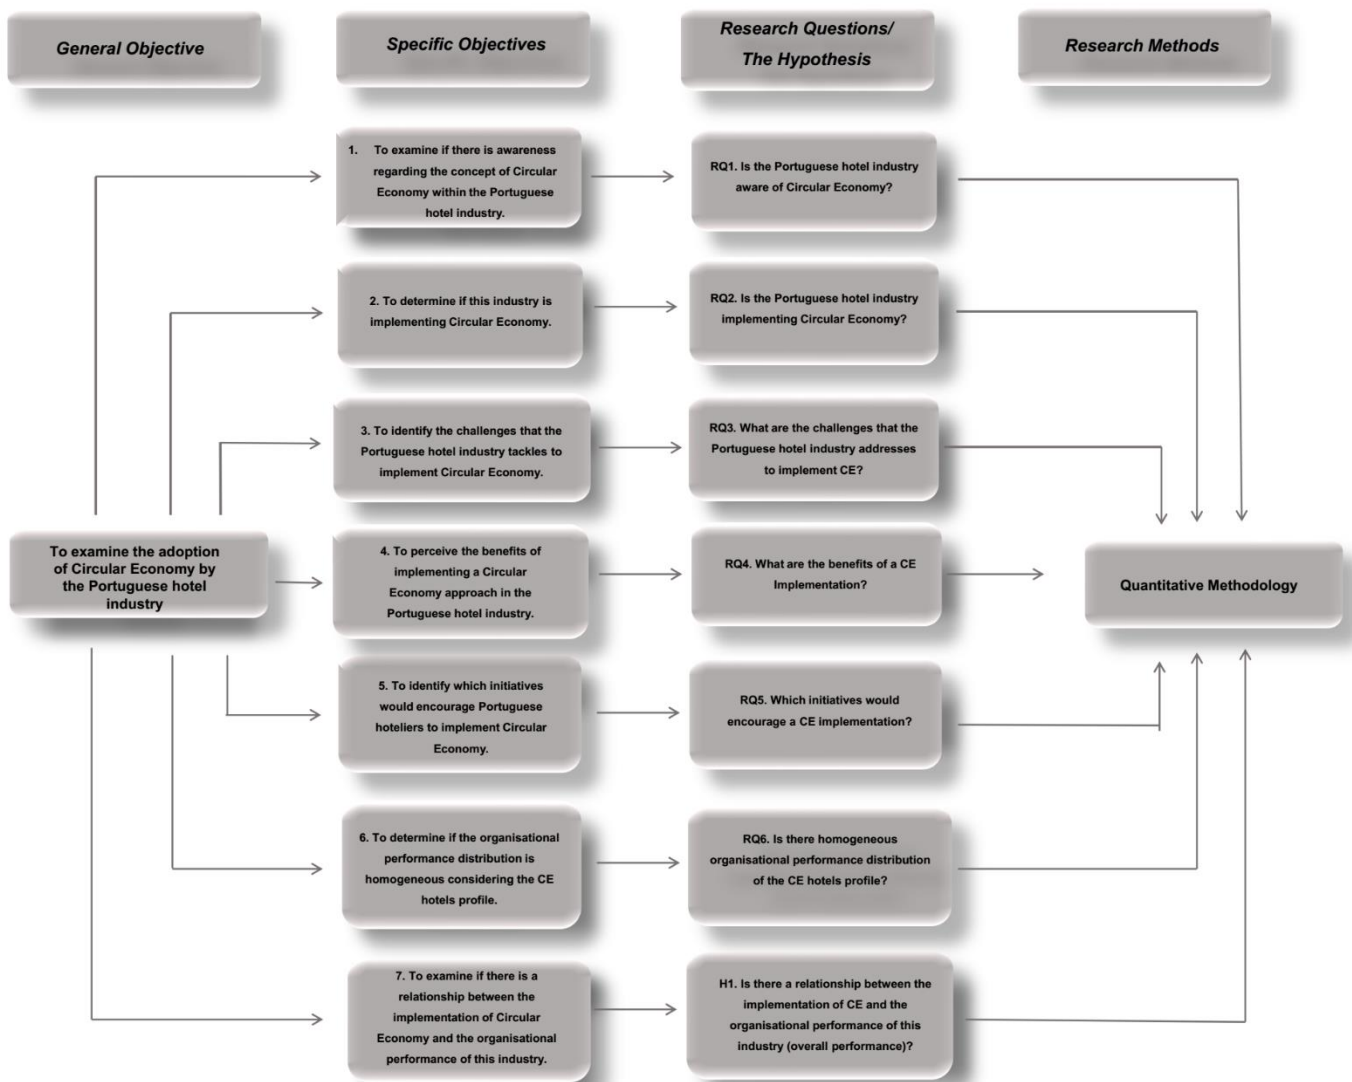 General Objective
Specific Objectives
Research Questions/
The Hypothesis
Research Methods
1. To examine if there is awareness
regarding the concept of Circular
Economy within the Portuguese
hotel industry.
RQ1. Is the Portuguese hotel industry
aware of Circular Economy?
2. To determine if this industry is
implementing Circular Economy.
RQ2. Is the Portuguese hotel industry
implementing Circular Economy?
3. To identify the challenges that the
Portuguese hotel industry tackles to
implement Circular Economy.
RQ3. What are the challenges that the
Portuguese hotel industry addresses
to implement CE?
To examine the adoption
of Circular Economy by
the Portuguese hotel
industry
4. To perceive the benefits of
implementing a Circular
Economy approach in the
Portuguese hotel industry.
RQ4. What are the benefits of a CE
Implementation?
Quantitative Methodology
5. To identify which initiatives
would encourage Portuguese
hoteliers to implement Circular
Economy.
RQ5. Which initiatives would
encourage a CE implementation?
6. To determine if the organisational
performance distribution is
homogeneous considering the CE
hotels profile.
RQ6. Is there homogeneous
organisational performance distribution
of the CE hotels profile?
7. To examine if there is a
relationship between the
implementation of Circular
Economy and the organisational
performance of this industry.
H1. Is there a relationship between the
implementation of CE and the
organisational performance of this
industry (overall performance)?